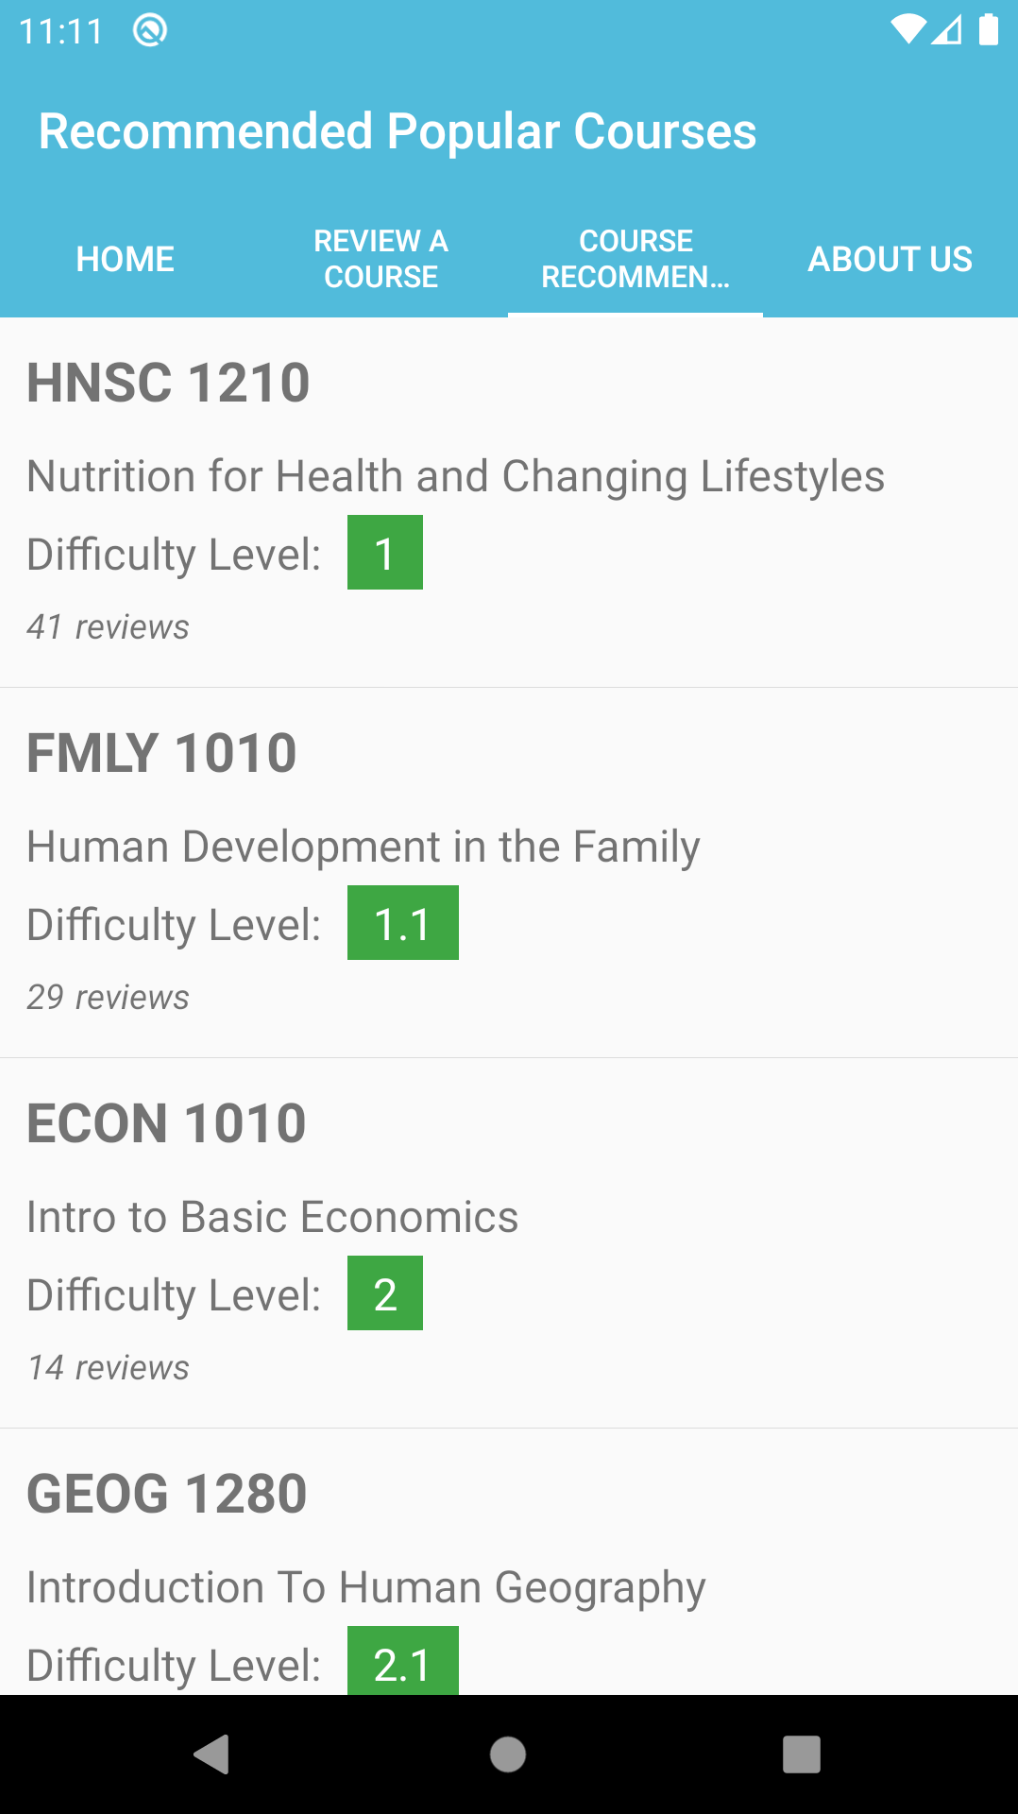 11:11
Recommended Popular Courses
HOME
REVIEW A
COURSE
COURSE
RECOMMEN...
ABOUT US
HNSC 1210
Nutrition for Health and Changing Lifestyles
Difficulty Level: 1
41 reviews
FMLY 1010
Human Development in the Family
Difficulty Level: 1.1
29 reviews
ECON 1010
Intro to Basic Economics
Difficulty Level: 2
14 reviews
GEOG 1280
Introduction To Human Geography
Difficulty Level: 2.1